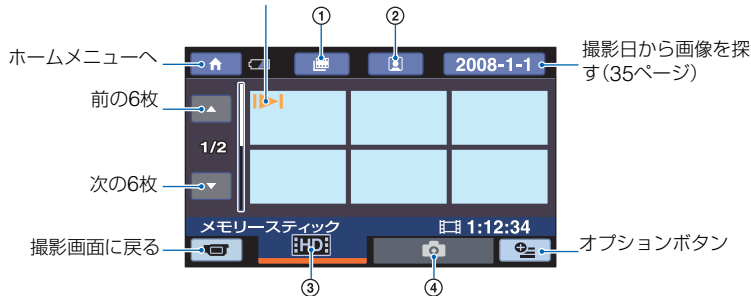 ① ②
ホームメニューへ
2008-1-1
撮影日から画像を探
す(35ページ)
前の6枚
1/2
次の6枚
メモリースティック 1:12:34
撮影画面に戻る
HD
オプションボタン
③ ④